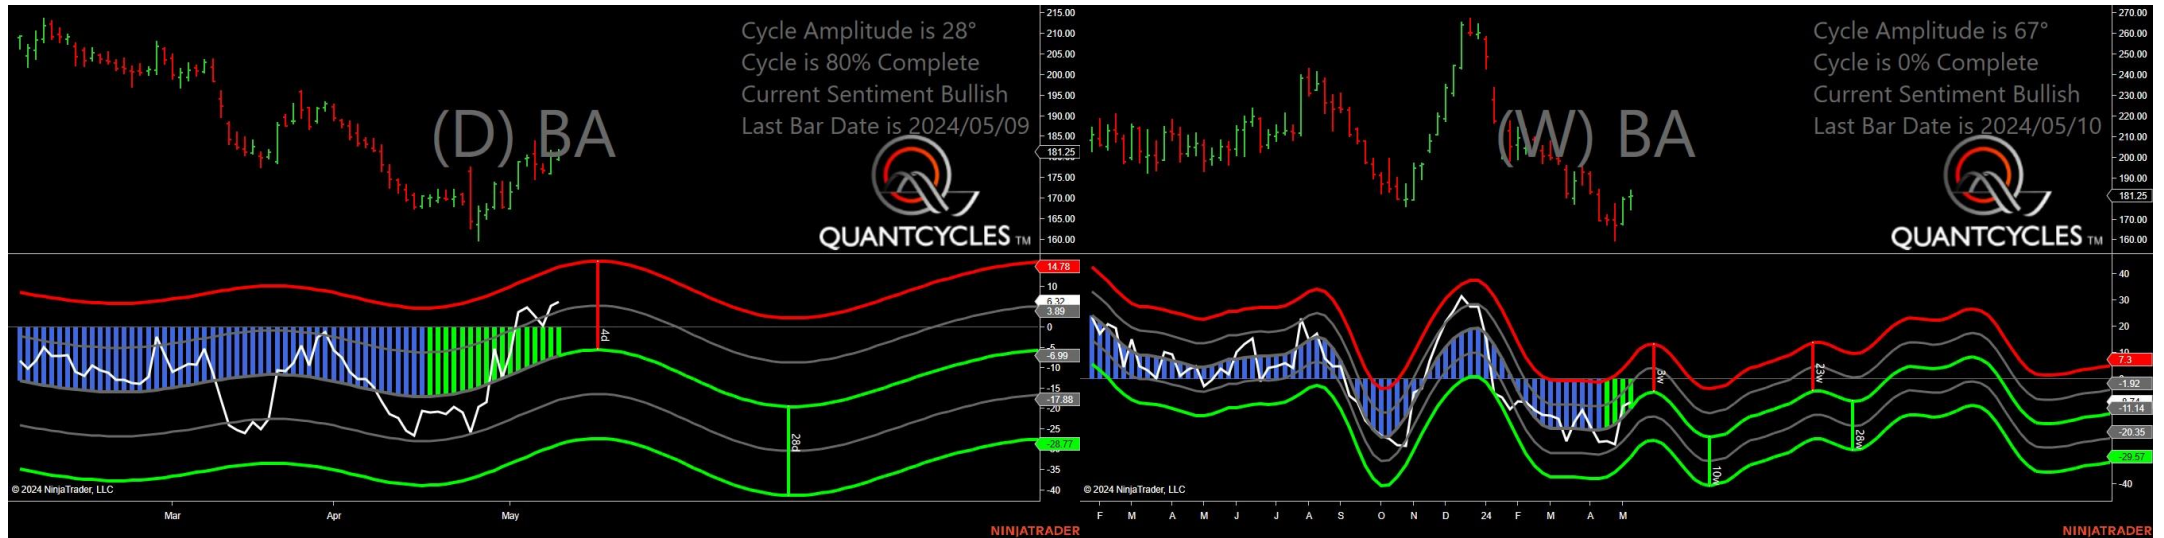 Cycle Amplitude is 28°
Cycle is 80% Complete
Current Sentiment Bullish
Last Bar Date is 2024/05/09
(D) BA
QUANTCYCLES TM
215.00
210.00
205.00
200.00
195.00
190.00
185.00
181.25
175.00
170.00
165.00
160.00
14.78
10
6.32
3.89
0
-5
-6.99
-10
-15
-17.88
-20
-25
-28.77
-35
-40
4d
28d
© 2024 NinjaTrader, LLC
Mar
Apr
May
NINJATRADER
Cycle Amplitude is 67°
Cycle is 0% Complete
Current Sentiment Bullish
Last Bar Date is 2024/05/10
(W) BA
QUANTCYCLES TM
270.00
260.00
250.00
240.00
230.00
220.00
210.00
200.00
190.00
181.25
170.00
160.00
40
30
20
7.3
-1.92
-11.14
-20.35
-29.57
-40
23w
10w
28w
© 2024 NinjaTrader, LLC
F M A M J J A S O N D 24 F M A M
NINJATRADER